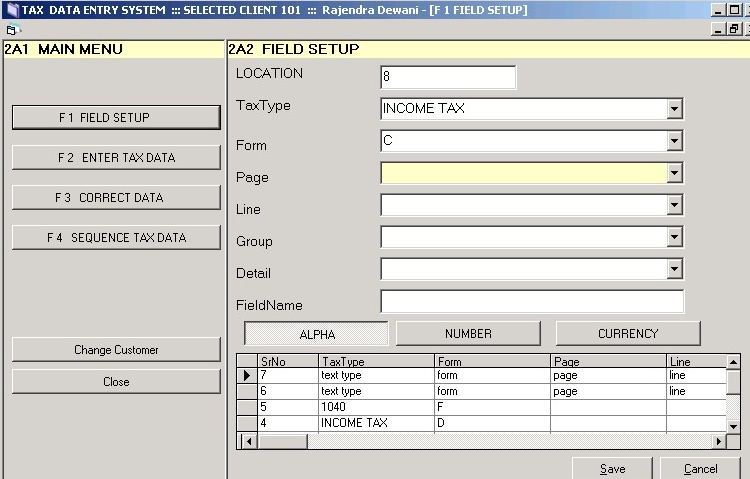 TAX DATA ENTRY SYSTEM ::: SELECTED CLIENT 101 ::: Rajendra Dewani - [F 1 FIELD SETUP]
2A1 MAIN MENU
F 1 FIELD SETUP
F 2 ENTER TAX DATA
F 3 CORRECT DATA
F 4 SEQUENCE TAX DATA
Change Customer
Close
2A2 FIELD SETUP
LOCATION 8
TaxType INCOME TAX
Form C
Page
Line
Group
Detail
FieldName
ALPHA NUMBER CURRENCY
SrNo TaxType Form Page Line
7 text type form page line
6 text type form page line
5 1040 F
4 INCOME TAX D
Save Cancel